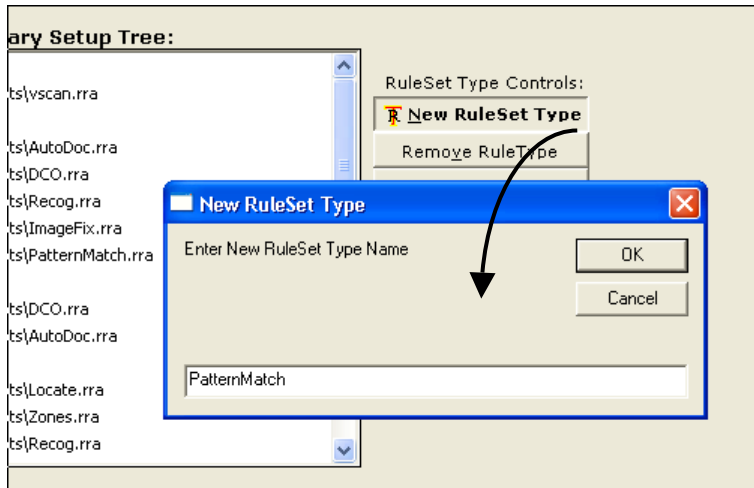 ary Setup Tree:
ts\vscan.rra
ts\AutoDoc.rra
ts\DCO.rra
ts\Recog.rra
ts\ImageFix.rra
ts\PatternMatch.rra
ts\DCO.rra
ts\AutoDoc.rra
ts\Locate.rra
ts\Zones.rra
ts\Recog.rra
RuleSet Type Controls:
New RuleSet Type
Remove RuleType
New RuleSet Type
Enter New RuleSet Type Name
OK
Cancel
PatternMatch